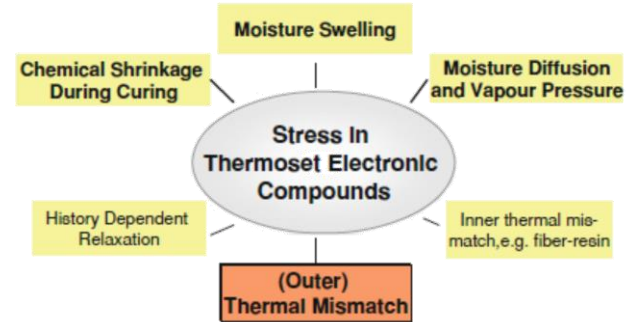 Moisture Swelling
Chemical Shrinkage
During Curing
Moisture Diffusion
and Vapour Pressure
Stress In
Thermoset Electronic
Compounds
History Dependent
Relaxation
Inner thermal mis-
match,e.g. fiber-resin
(Outer)
Thermal Mismatch